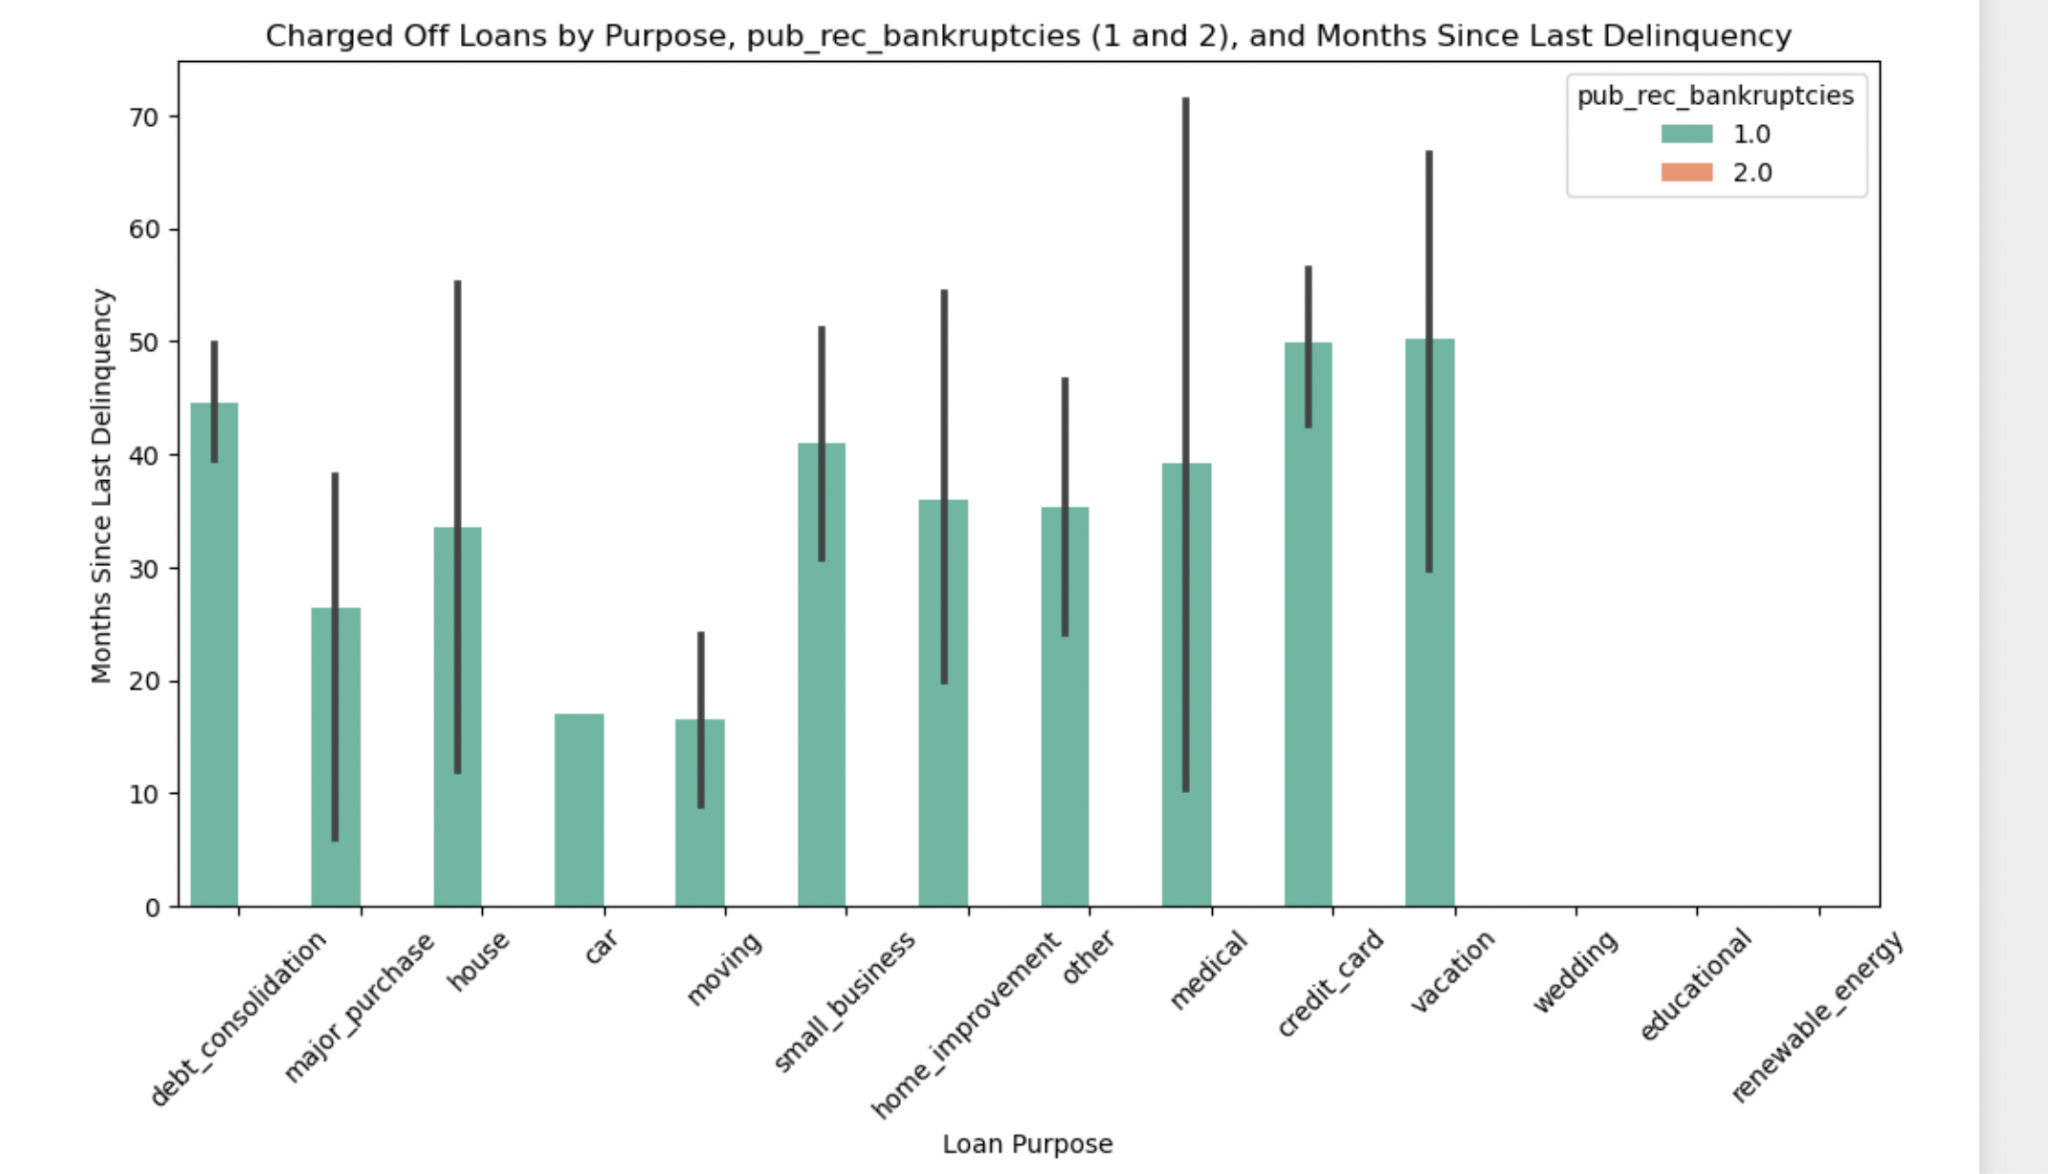 Charged Off Loans by Purpose, pub_rec_bankruptcies (1 and 2), and Months Since Last Delinquency
pub_rec_bankruptcies
1.0
2.0
Months Since Last Delinquency
70
60
50
40
30
20
10
0
debt_consolidation
major_purchase
house
car
moving
small_business
home_improvement
other
medical
credit_card
vacation
wedding
educational
renewable_energy
Loan Purpose